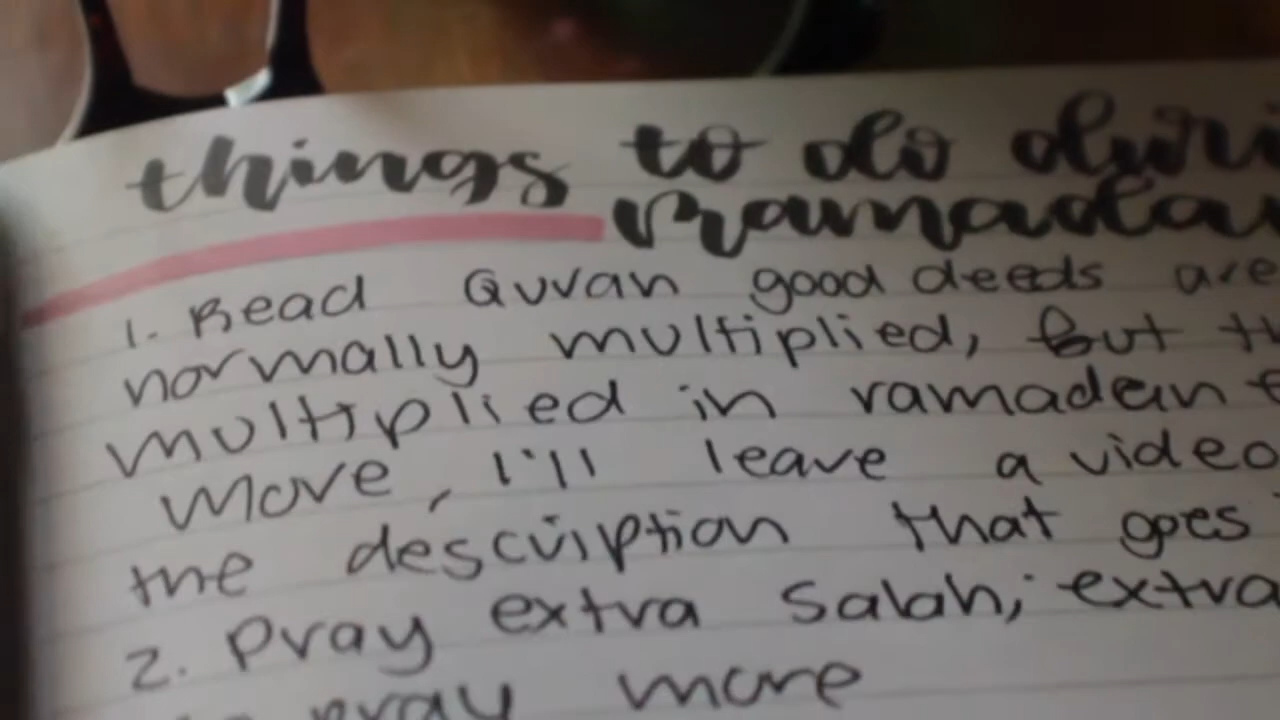 things to do duri
ramada
1. Read Quran good deeds are
normally multiplied, but th
multiplied in ramadan
more, I'll leave a video
the description that goes
2. Pray extra Salah; extra
pray more